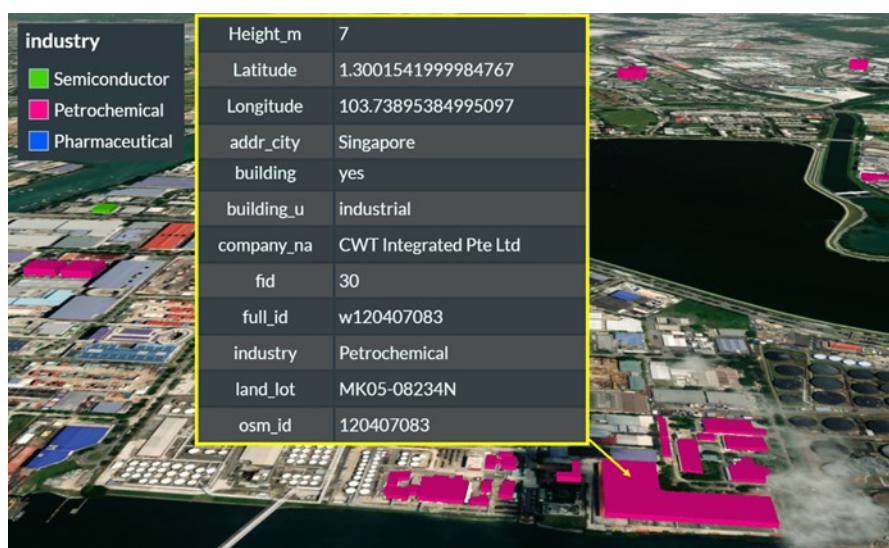 industry
Semiconductor
Petrochemical
Pharmaceutical
Height_m 7
Latitude 1.3001541999984767
Longitude 103.73895384995097
addr_city Singapore
building yes
building_u industrial
company_na CWT Integrated Pte Ltd
fid 30
full_id w120407083
industry Petrochemical
land_lot MK05-08234N
osm_id 120407083